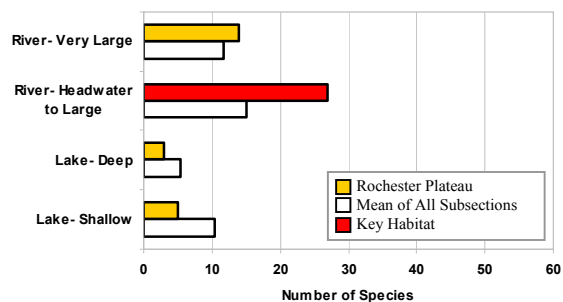 River- Very Large
River- Headwater
to Large
Lake- Deep
Lake- Shallow
Rochester Plateau
Mean of All Subsections
Key Habitat
0 10 20 30 40 50 60
Number of Species